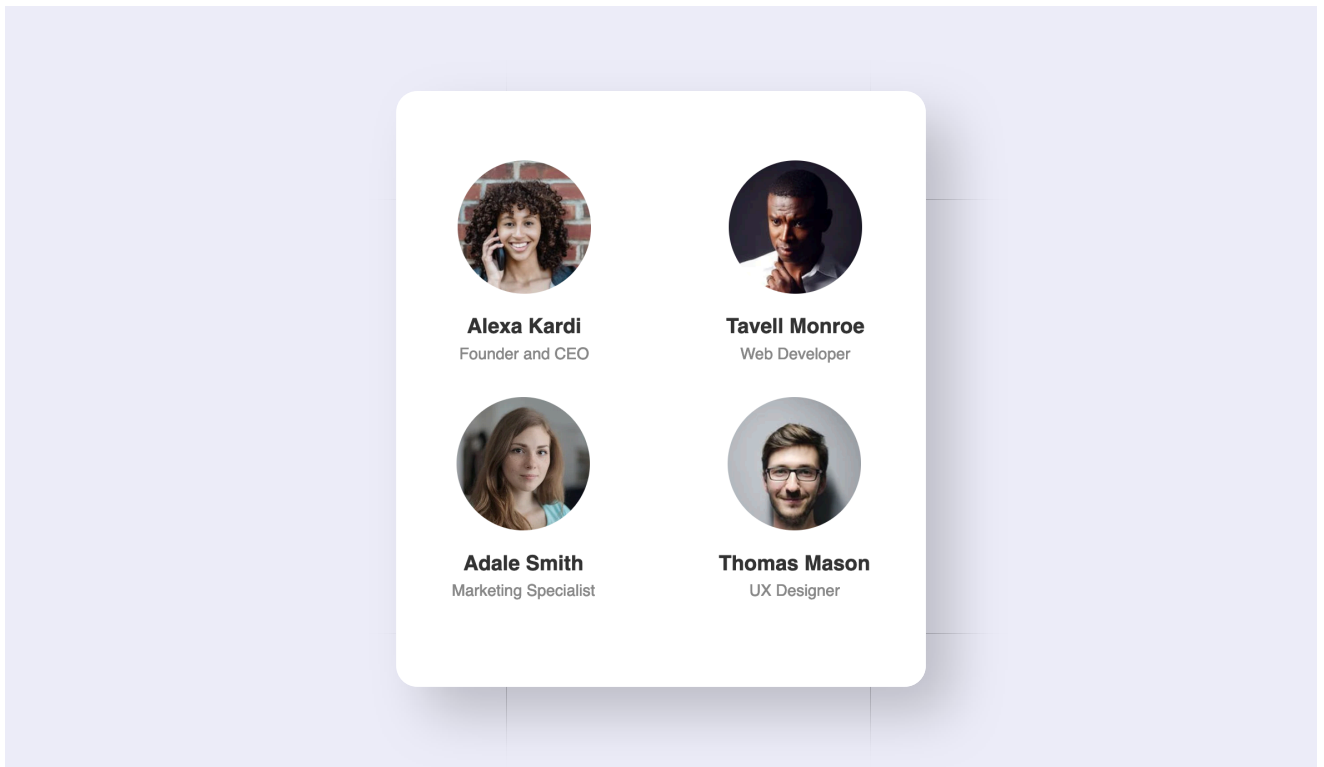 Alexa Kardi
Founder and CEO
Tavell Monroe
Web Developer
Adale Smith
Marketing Specialist
Thomas Mason
UX Designer